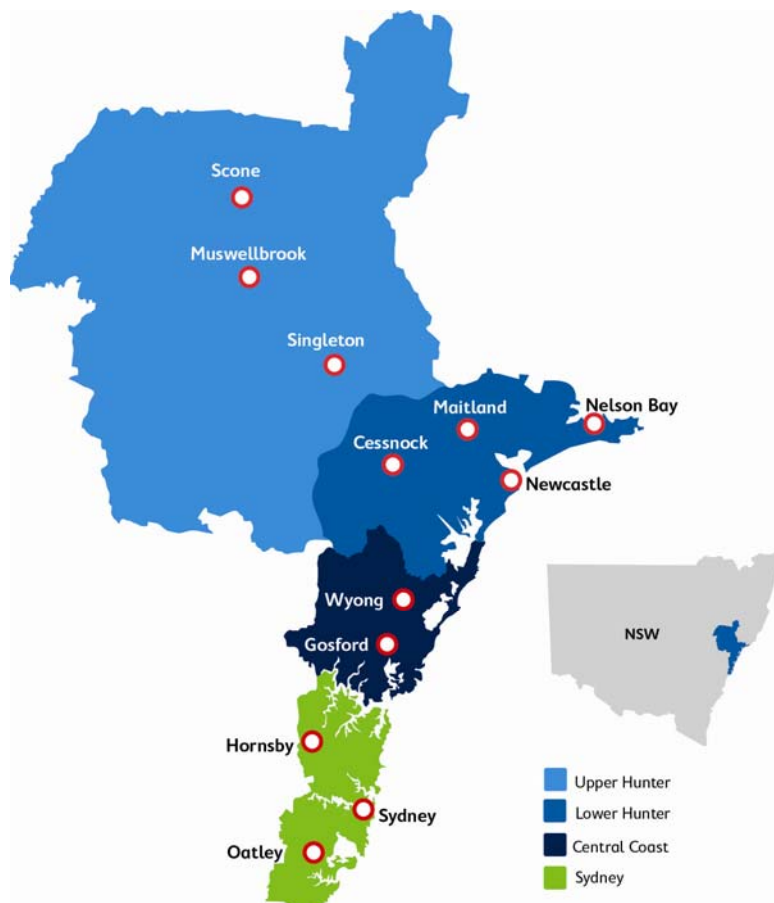 Scone
Muswellbrook
Singleton
Maitland
Nelson Bay
Cessnock
Newcastle
Wyong
NSW
Gosford
Hornsby
Upper Hunter
Lower Hunter
Sydney
Central Coast
Oatley
Sydney